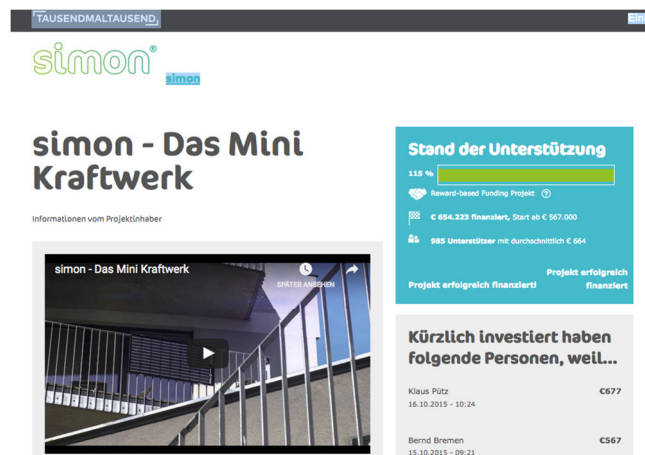 TAUSENDMALTAUSEND
simon®
simon
simon - Das Mini
Kraftwerk
Informationen vom Projektinhaber
simon - Das Mini Kraftwerk
SPÄTER ANSEHEN
Stand der Unterstützung
115 %
Reward-based Funding Projekt ?
€ 654.223 finanziert, Start ab € 567.000
985 Unterstützer mit durchschnittlich € 664
Projekt erfolgreich finanziert!
Projekt erfolgreich
finanziert
Kürzlich investiert haben
folgende Personen, weil...
Klaus Pütz €677
16.10.2015 - 10:24
Bernd Bremen €567
15.10.2015 - 09:21